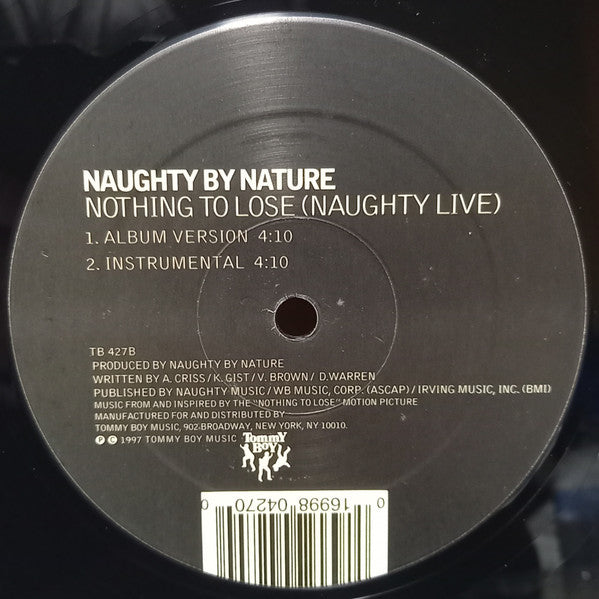 NAUGHTY BY NATURE
NOTHING TO LOSE (NAUGHTY LIVE)
1. ALBUM VERSION 4:10
2. INSTRUMENTAL 4:10
TB 427B
PRODUCED BY NAUGHTY BY NATURE
WRITTEN BY A. CRISS/K. GIST/V. BROWN/ D.WARREN
PUBLISHED BY NAUGHTY MUSIC/WB MUSIC, CORP. (ASCAP)/IRVING MUSIC, INC. (BMI)
MUSIC FROM AND INSPIRED BY THE "NOTHING TO LOSE" MOTION PICTURE
MANUFACTURED FOR AND DISTRIBUTED BY
TOMMY BOY MUSIC, 902 BROADWAY, NEW YORK, NY 10010.
℗ © 1997 TOMMY BOY MUSIC
Tommy
Boy
0 16998 04270 0